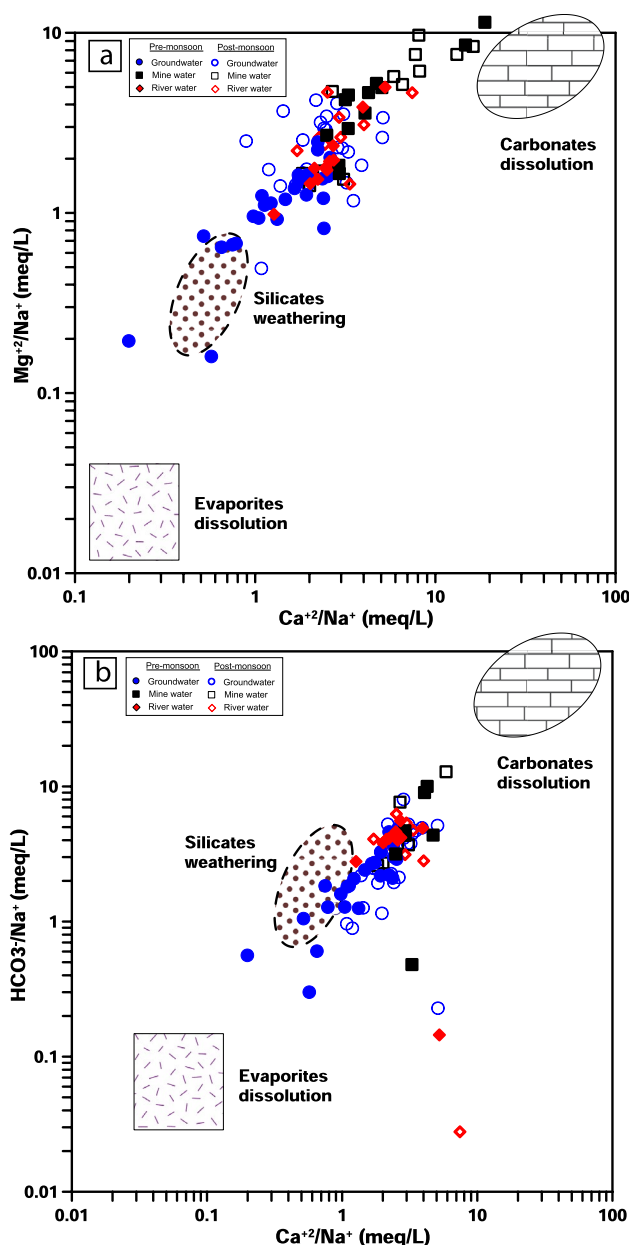 a
Pre-monsoon Post-monsoon
Groundwater Groundwater
Mine water Mine water
River water River water
Carbonates
dissolution
Silicates
weathering
Evaporites
dissolution
10
1
0.1
0.01
Mg⁺²/Na⁺ (meq/L)
0.1 1 10 100
Ca⁺²/Na⁺ (meq/L)
b
Pre-monsoon Post-monsoon
Groundwater Groundwater
Mine water Mine water
River water River water
Carbonates
dissolution
Silicates
weathering
Evaporites
dissolution
100
10
1
0.1
0.01
HCO3⁻/Na⁺ (meq/L)
0.01 0.1 1 10 100
Ca⁺²/Na⁺ (meq/L)